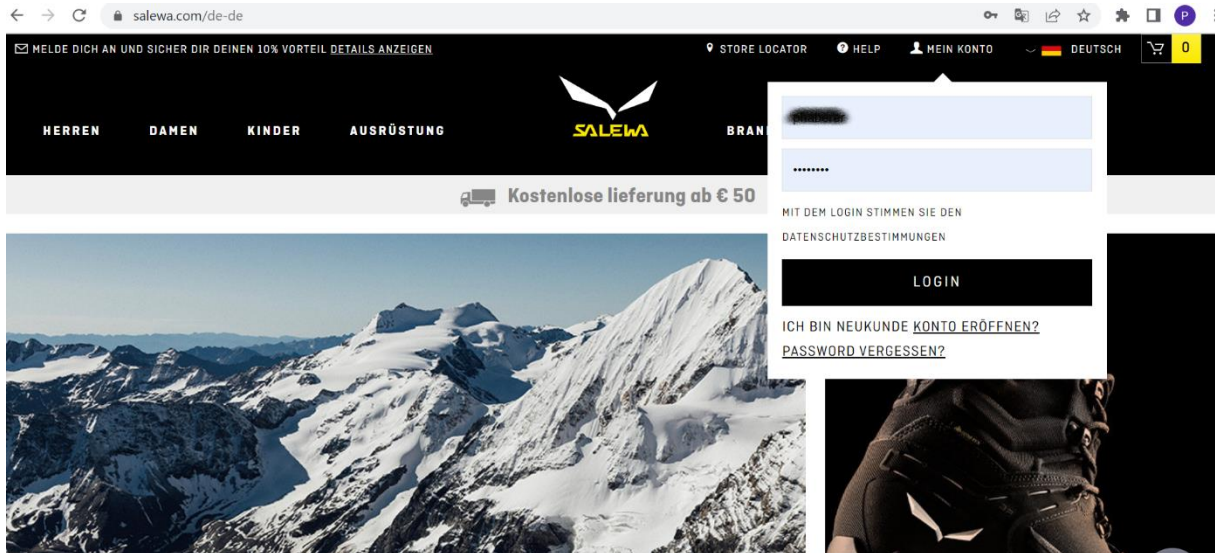 salewa.com/de-de
P
MELDE DICH AN UND SICHER DIR DEINEN 10% VORTEIL DETAILS ANZEIGEN
STORE LOCATOR
HELP
MEIN KONTO
DEUTSCH
0
HERREN DAMEN KINDER AUSRÜSTUNG
SALEWA
Kostenlose lieferung ab € 50
MIT DEM LOGIN STIMMEN SIE DEN
DATENSCHUTZBESTIMMUNGEN
LOGIN
ICH BIN NEUKUNDE KONTO ERÖFFNEN?
PASSWORD VERGESSEN?